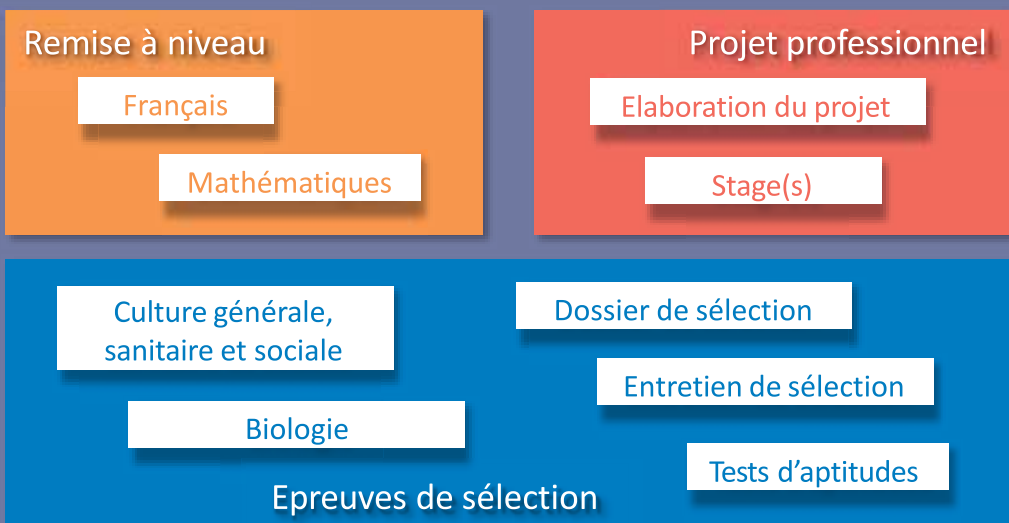 Remise à niveau
Français
Mathématiques
Projet professionnel
Elaboration du projet
Stage(s)
Culture générale,
sanitaire et sociale
Biologie
Dossier de sélection
Entretien de sélection
Tests d’aptitudes
Epreuves de sélection